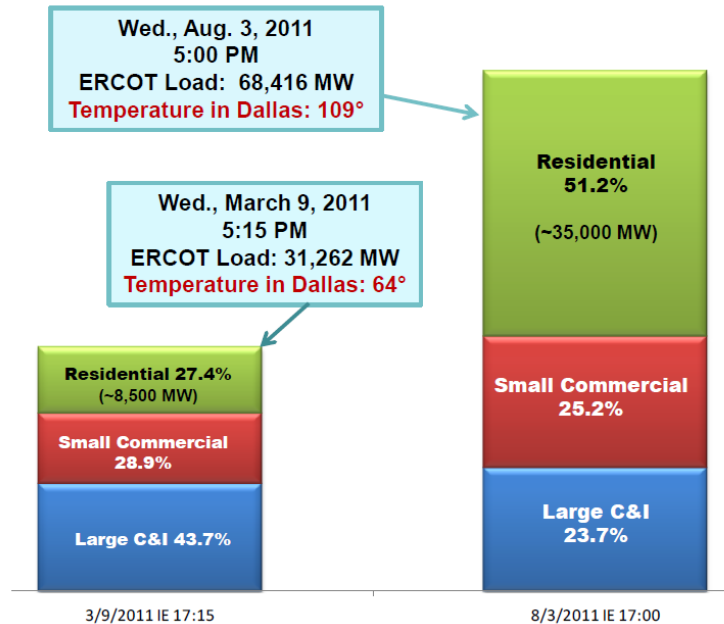 Wed., Aug. 3, 2011
5:00 PM
ERCOT Load:  68,416 MW
Temperature in Dallas: 109°
Wed., March 9, 2011
5:15 PM
ERCOT Load: 31,262 MW
Temperature in Dallas: 64°
Residential 27.4%
(~8,500 MW)
Small Commercial
28.9%
Large C&I 43.7%
3/9/2011 IE 17:15
Residential
51.2%
(~35,000 MW)
Small Commercial
25.2%
Large C&I
23.7%
8/3/2011 IE 17:00